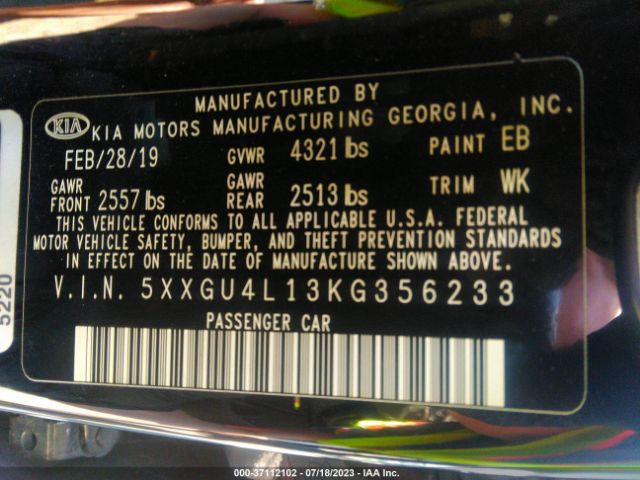 MANUFACTURED BY
KIA KIA MOTORS MANUFACTURING GEORGIA, INC.
FEB/28/19 GVWR 4321 lbs PAINT EB
GAWR FRONT 2557 lbs GAWR REAR 2513 lbs TRIM WK
THIS VEHICLE CONFORMS TO ALL APPLICABLE U.S.A. FEDERAL
MOTOR VEHICLE SAFETY, BUMPER, AND THEFT PREVENTION STANDARDS
IN EFFECT ON THE DATE OF MANUFACTURE SHOWN ABOVE.
V.I.N. 5XXGU4L13KG356233
PASSENGER CAR
5220
000-37112102 - 07/18/2023 - IAA Inc.